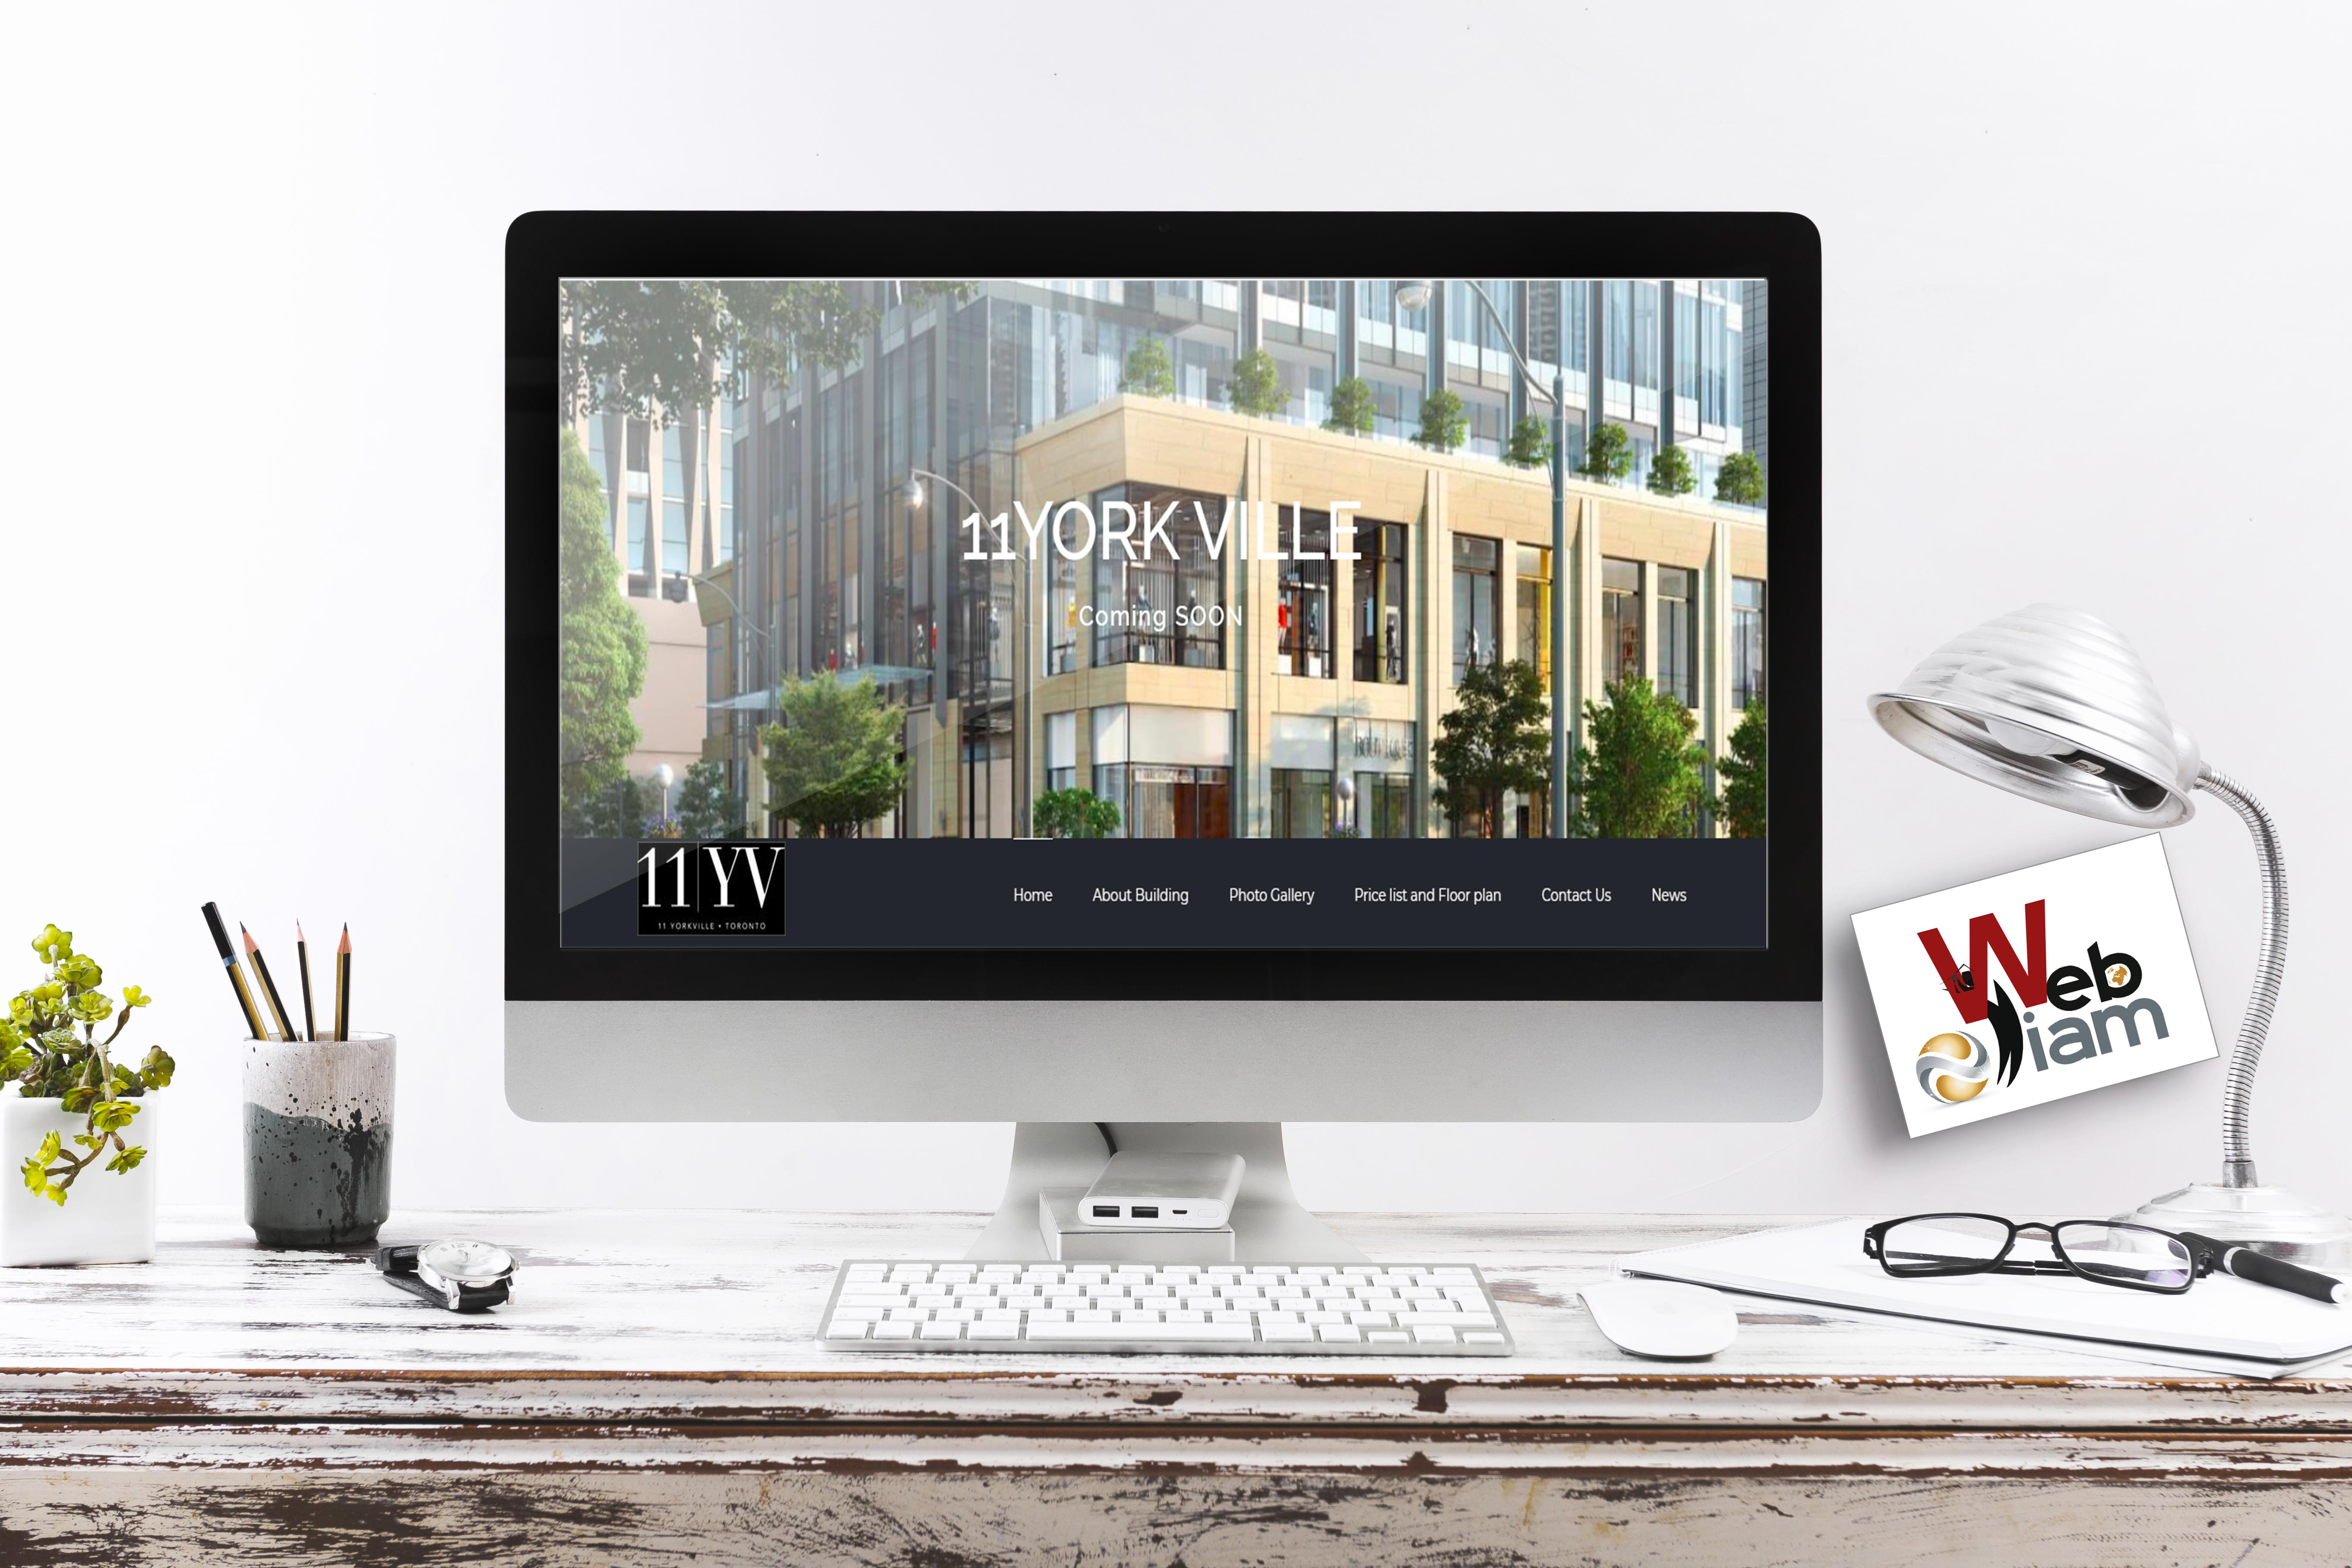 11YORK VILLE
Coming SOON
11 YV
11 YORKVILLE • TORONTO
Home About Building Photo Gallery Price list and Floor plan Contact Us News
Web
iam